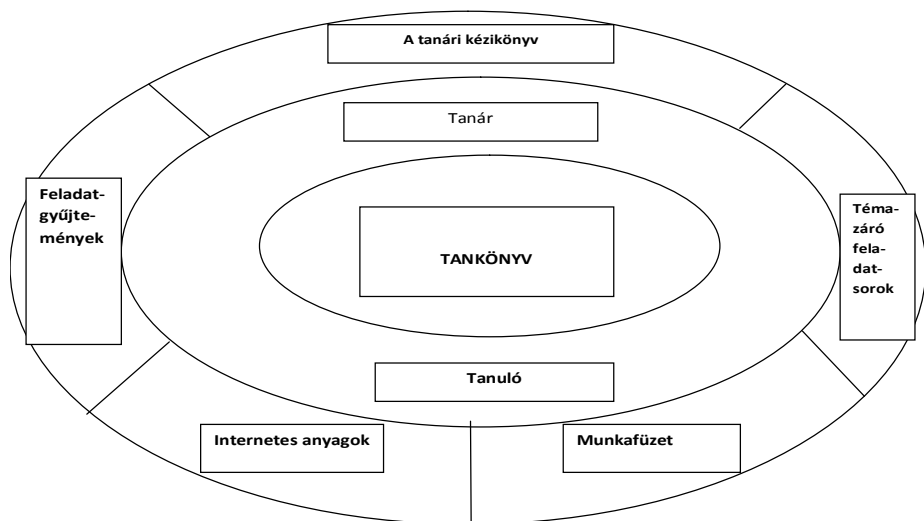 A tanári kézikönyv
Tanár
Feladat-
gyűjte-
mények
TANKÖNYV
Téma-
záró
fela-
dat-
sorok
Tanuló
Internetes anyagok
Munkafüzet